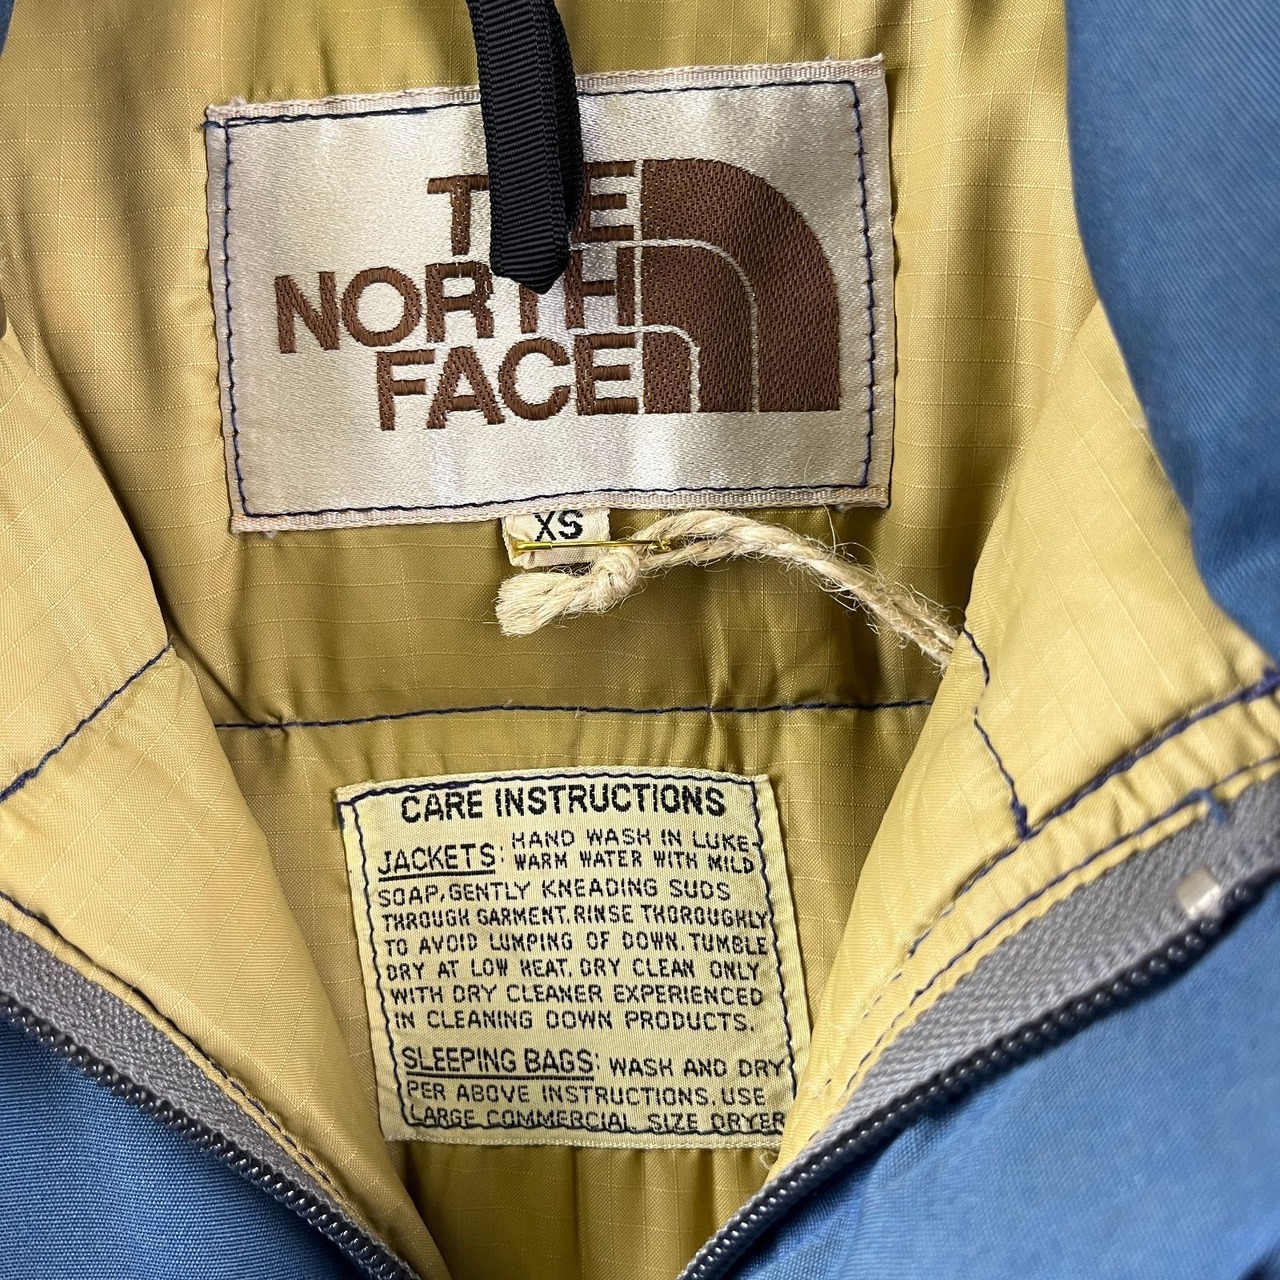 THE
NORTH
FACE
XS
CARE INSTRUCTIONS
JACKETS: HAND WASH IN LUKE-
WARM WATER WITH MILD
SOAP, GENTLY KNEADING SUDS
THROUGH GARMENT. RINSE THOROUGHLY
TO AVOID LUMPING OF DOWN. TUMBLE
DRY AT LOW HEAT. DRY CLEAN ONLY
WITH DRY CLEANER EXPERIENCED
IN CLEANING DOWN PRODUCTS.
SLEEPING BAGS: WASH AND DRY
PER ABOVE INSTRUCTIONS. USE
LARGE COMMERCIAL SIZE DRYER